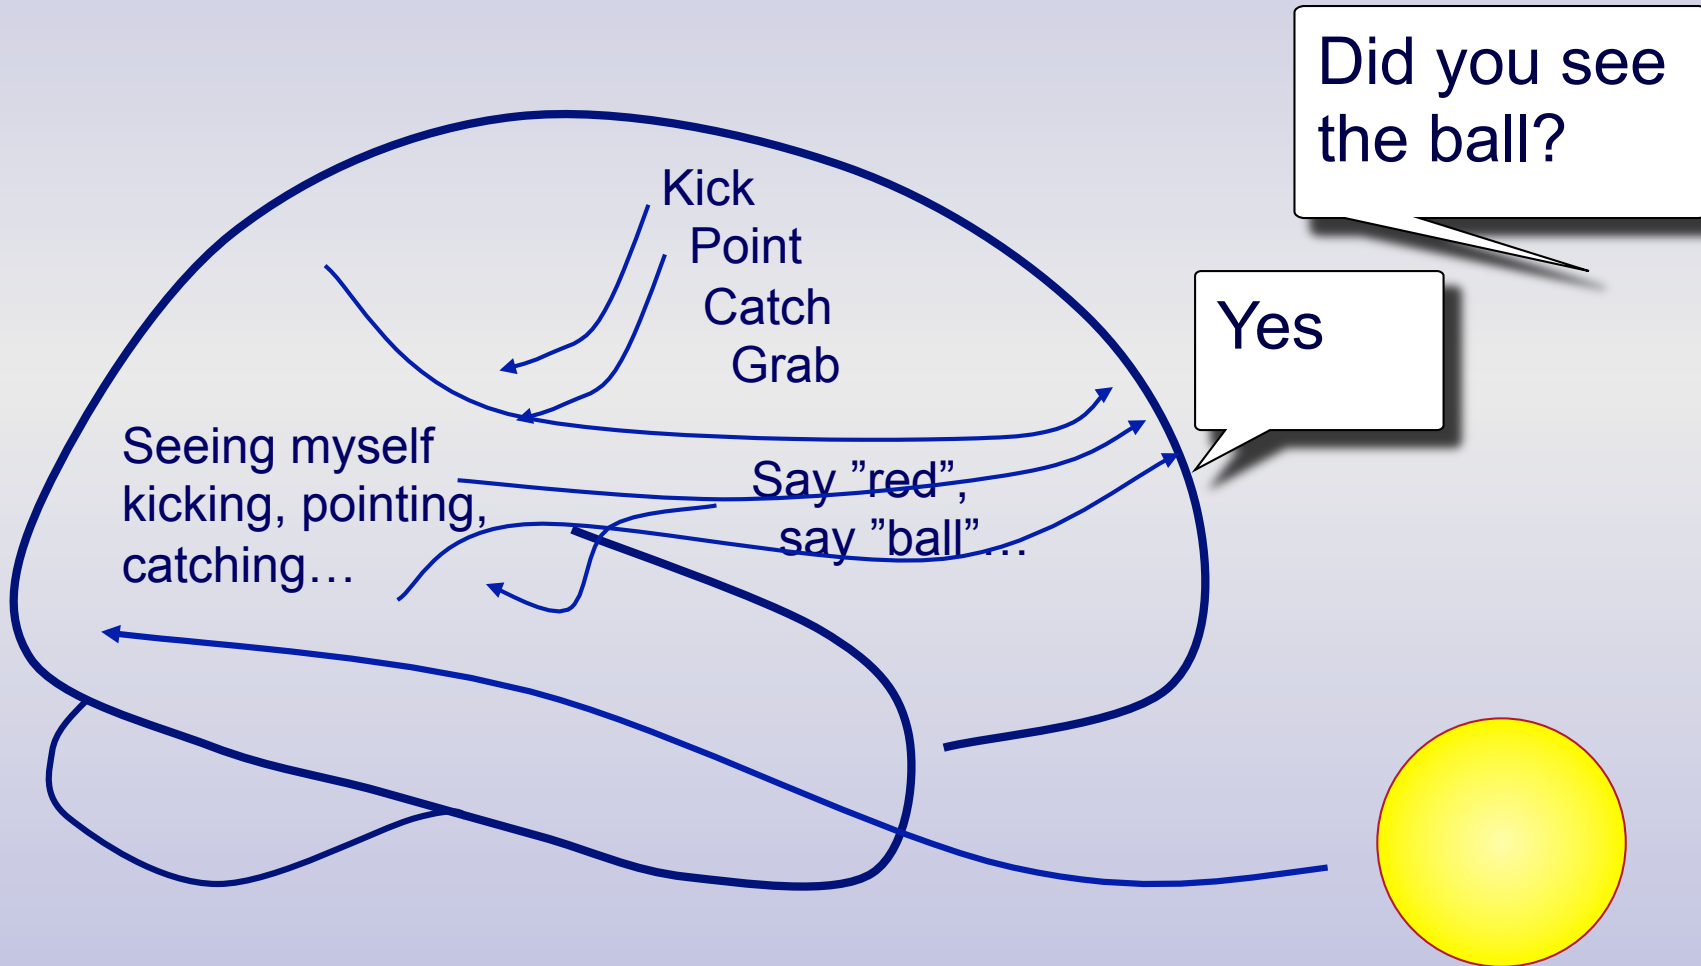 Did you see
the ball?
Yes
Kick
Point
Catch
Grab
Seeing myself
kicking, pointing,
catching…
Say ”red”,
say ”ball”…